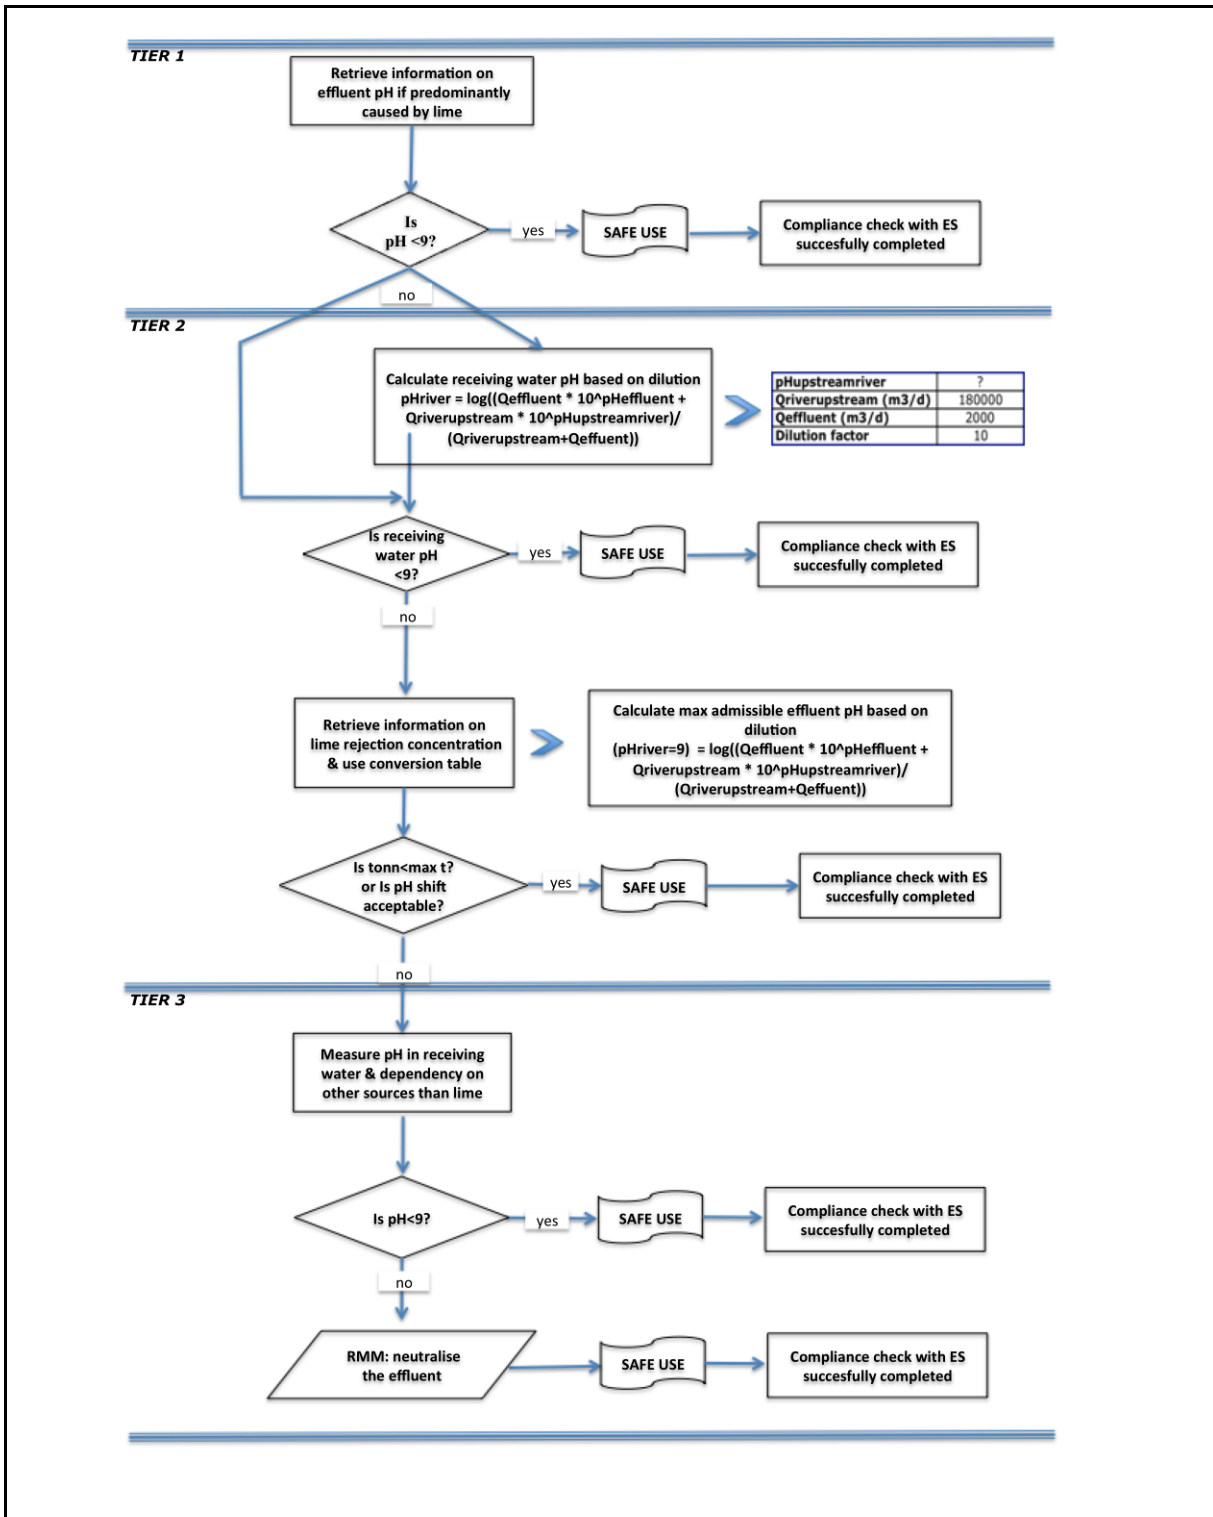 TIER 1
Retrieve information on
effluent pH if predominantly
caused by lime
Is
pH <9?
yes
SAFE USE
Compliance check with ES
succesfully completed
no
TIER 2
Calculate receiving water pH based on dilution
pHriver = log((Qeffluent * 10^pHeffluent +
Qriverupstream * 10^pHupstreamriver)/
(Qriverupstream+Qeffuent))
pHupstreamriver ?
Qriverupstream (m3/d) 180000
Qeffluent (m3/d) 2000
Dilution factor 10
Is receiving
water pH
<9?
yes
SAFE USE
Compliance check with ES
succesfully completed
no
Retrieve information on
lime rejection concentration
& use conversion table
Calculate max admissible effluent pH based on
dilution
(pHriver=9) = log((Qeffluent * 10^pHeffluent +
Qriverupstream * 10^pHupstreamriver)/
(Qriverupstream+Qeffuent))
Is tonn<max t?
or Is pH shift
acceptable?
yes
SAFE USE
Compliance check with ES
succesfully completed
no
TIER 3
Measure pH in receiving
water & dependency on
other sources than lime
Is pH<9?
yes
SAFE USE
Compliance check with ES
succesfully completed
no
RMM: neutralise
the effluent
SAFE USE
Compliance check with ES
succesfully completed